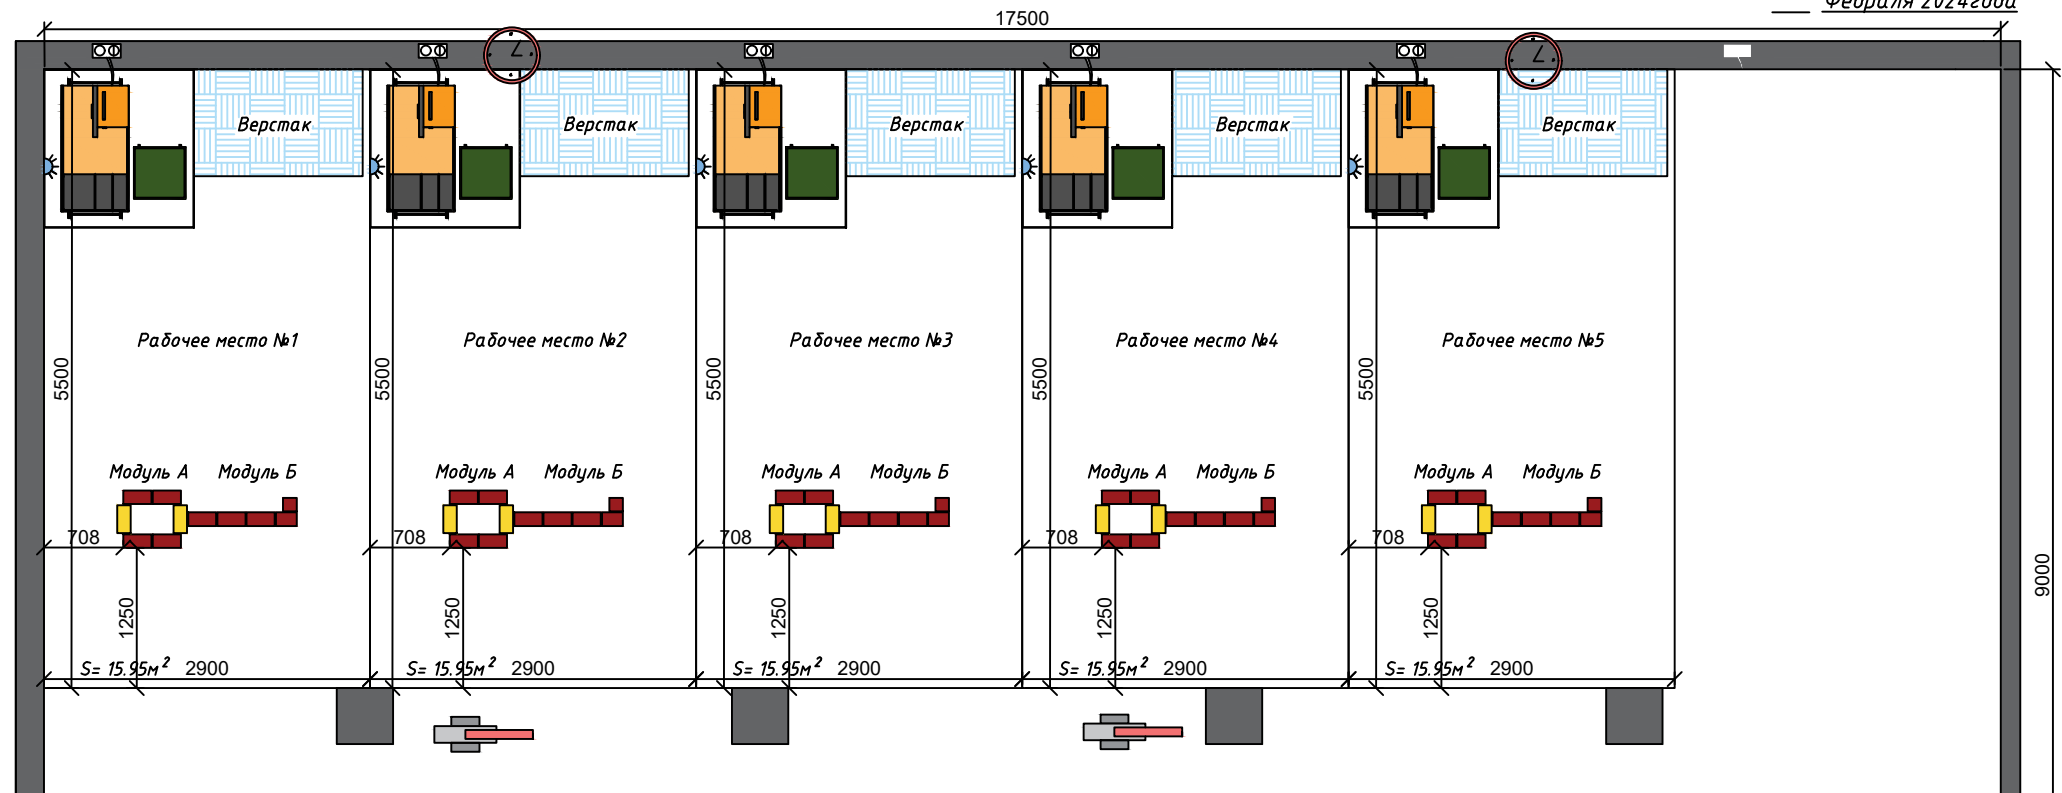 Февраля 2024года
17500
Верстак Верстак Верстак Верстак Верстак
Рабочее место №1 Рабочее место №2 Рабочее место №3 Рабочее место №4 Рабочее место №5
5500 5500 5500 5500 5500
Модуль А Модуль Б Модуль А Модуль Б Модуль А Модуль Б Модуль А Модуль Б Модуль А Модуль Б
708 708 708 708 708
9000
1250 1250 1250 1250 1250
S= 15.95м² 2900 S= 15.95м² 2900 S= 15.95м² 2900 S= 15.95м² 2900 S= 15.95м² 2900